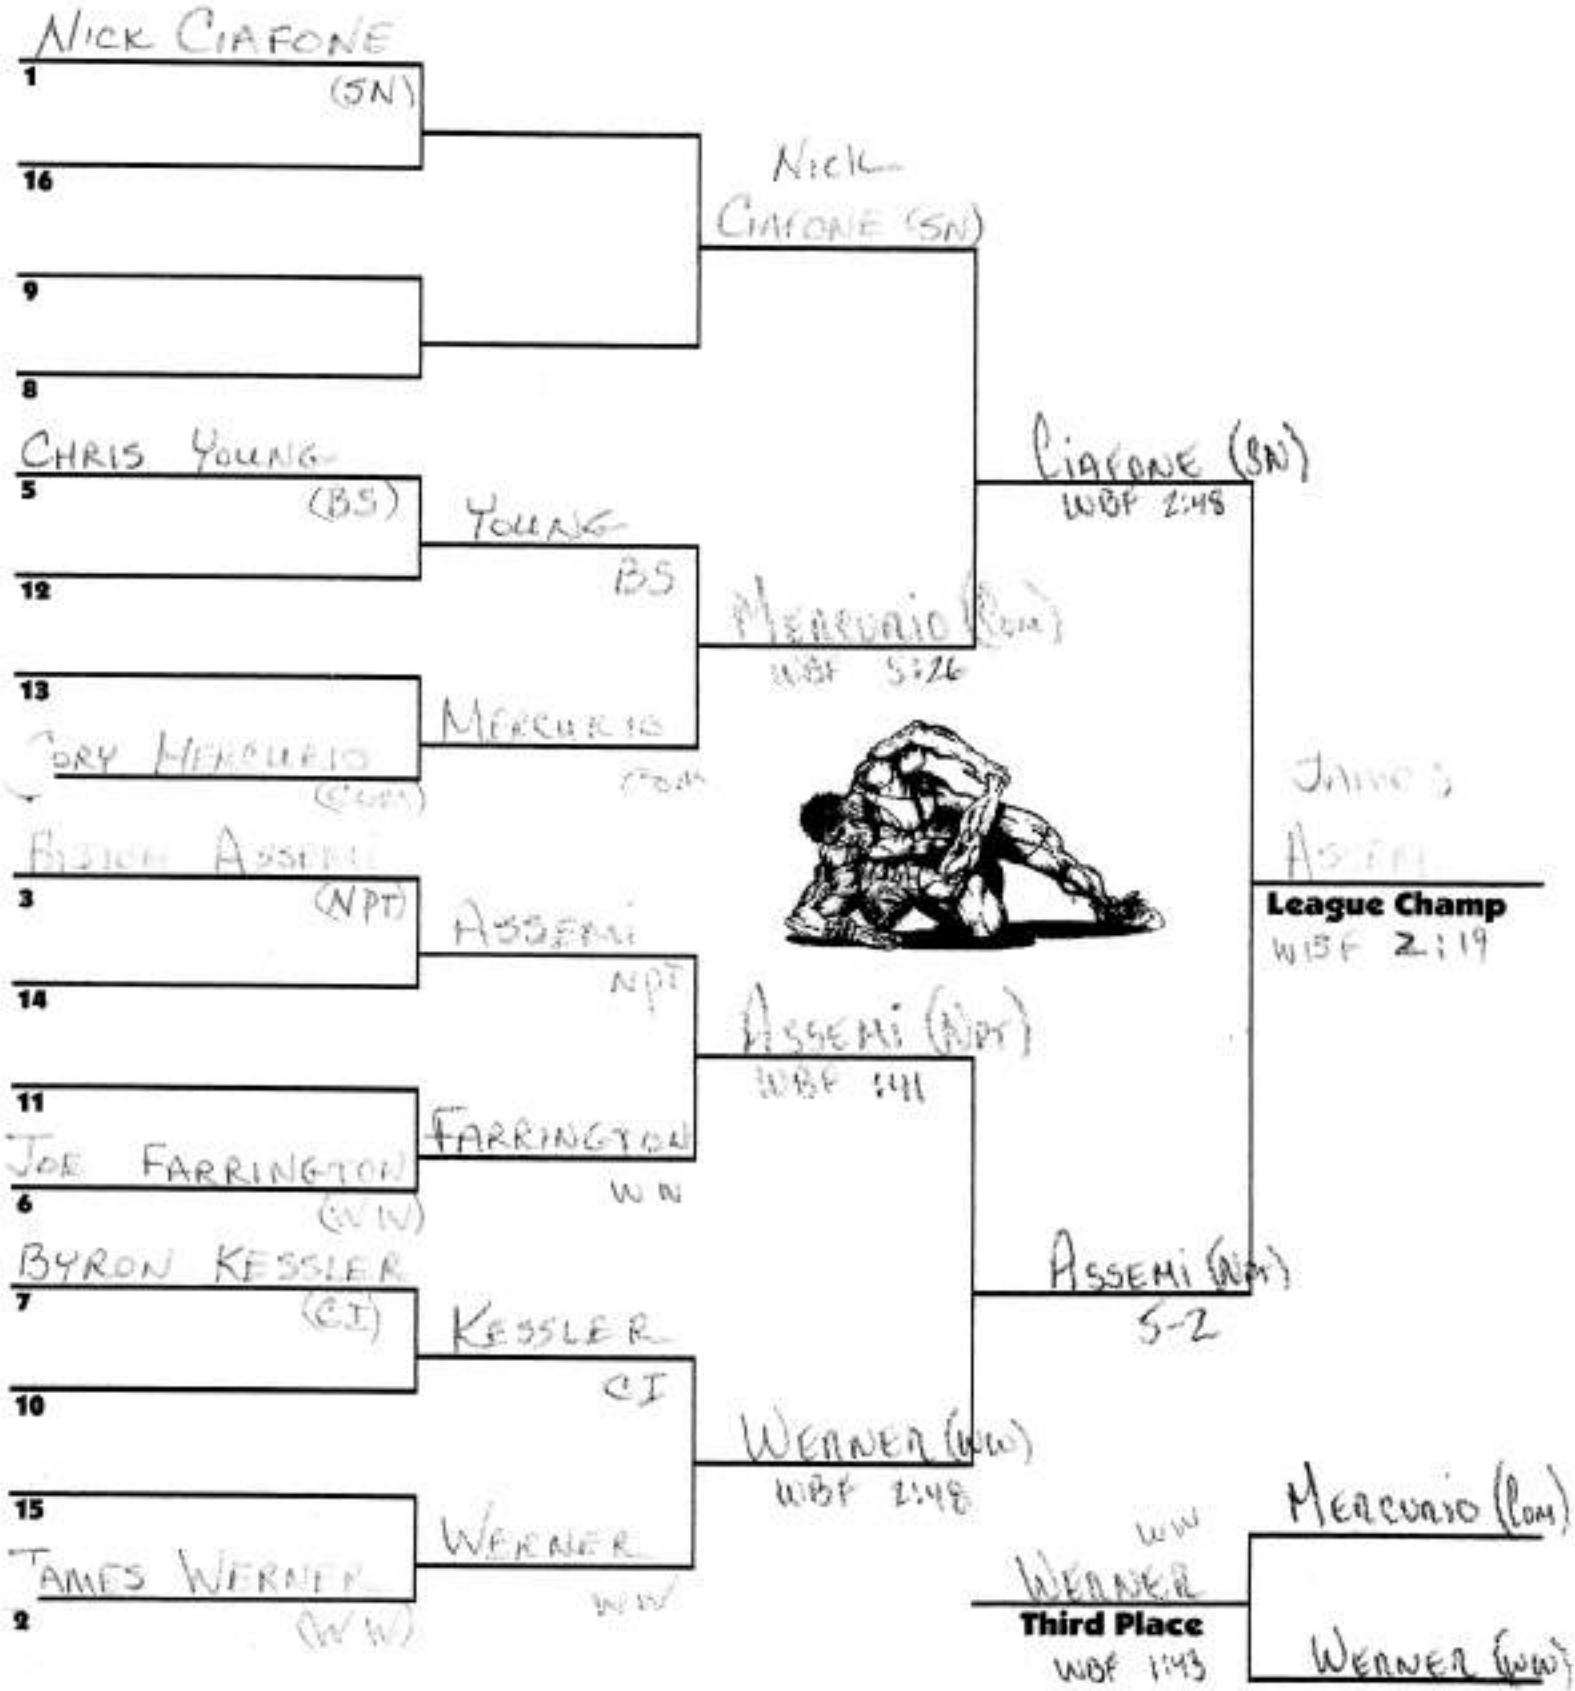 NICK CIAFONE
1
(SN)
16
NICK
CIAFONE (SN)
9
8
CHRIS YOUNG
5
(BS)
YOUNG
BS
12
CIAFONE (SN)
WBF 2:48
MERCURIO (COM)
WBF 5:26
13
MERCURIO
COM
CORY MERCURIO
(COM)
ASSEMI
3
(NPT)
ASSEMI
NPT
14
JAMES
ASSEMI
League Champ
WBF 2:19
ASSEMI (NPT)
WBF :41
11
FARRINGTON
WW
JOE FARRINGTON
6
(WW)
BYRON KESSLER
7
(CI)
KESSLER
CI
10
ASSEMI (NPT)
5-2
WERNER (WW)
WBF 2:48
15
WERNER
WW
JAMES WERNER
2
(WW)
MERCURIO (COM)
WW
WERNER
Third Place
WBF 1:43
WERNER (WW)